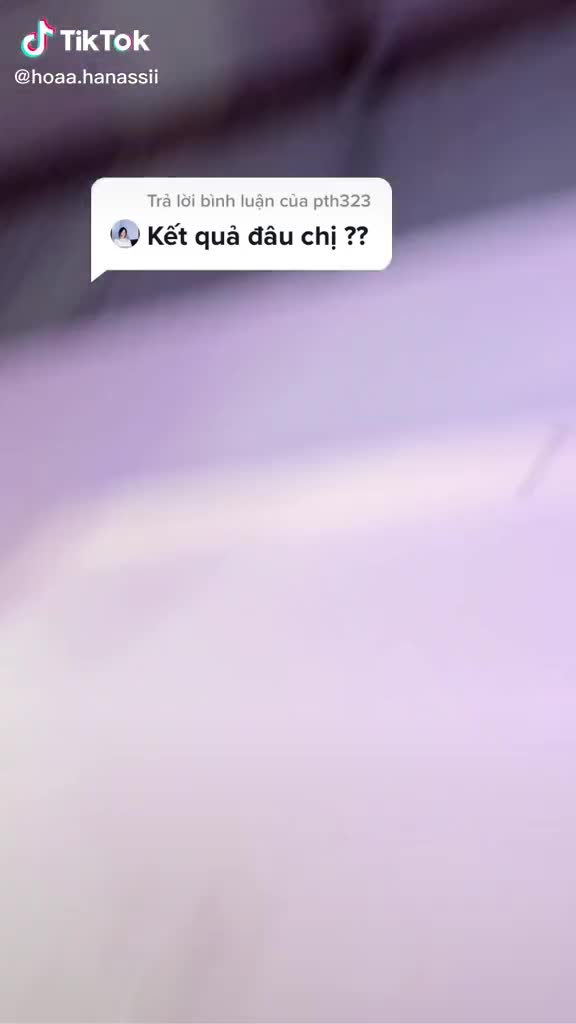 TikTok
@hoaa.hanassii
Trả lời bình luận của pth323
Kết quả đâu chị ??